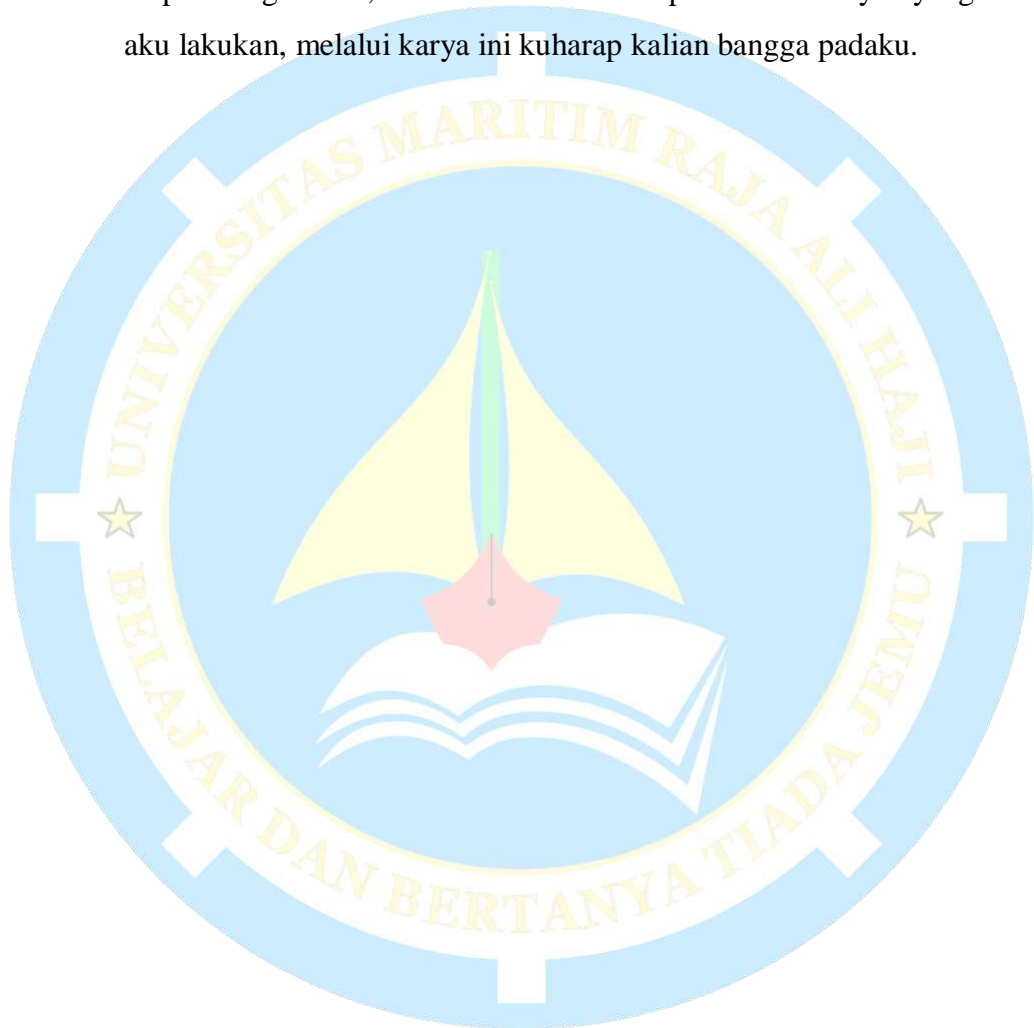 aku lakukan, melalui karya ini kuharap kalian bangga padaku.
UNIVERSITAS MARITIM RAJA ALI HAJI
BELAJAR DAN BERTANYA TIADA JEMU